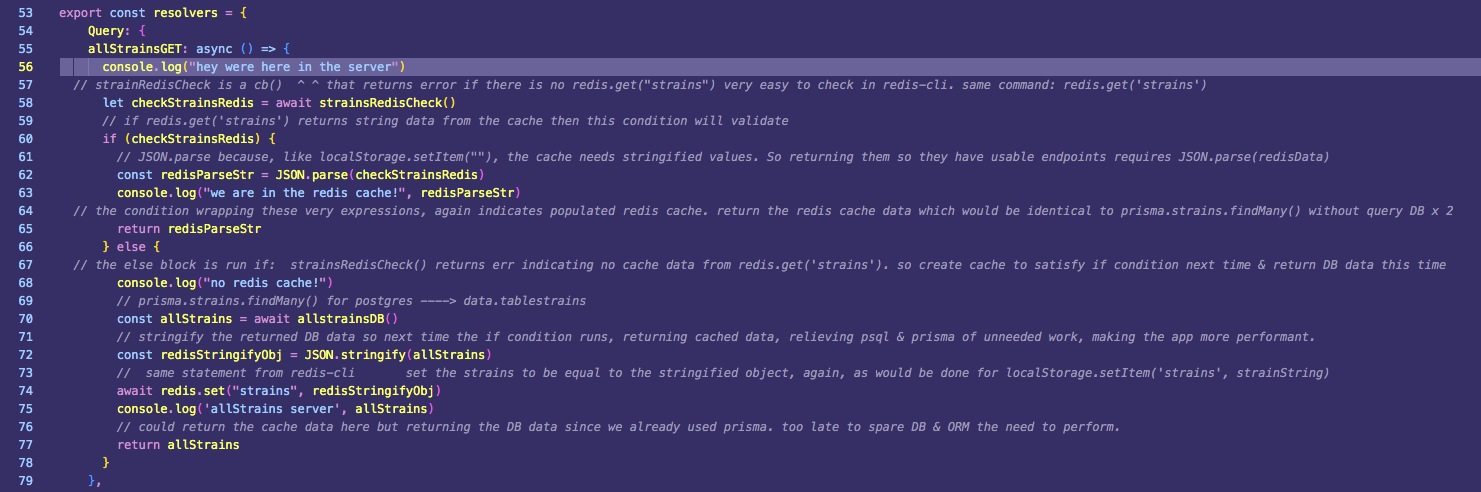 53 export const resolvers = {
54 Query: {
55 allStrainsGET: async () => {
56 console.log("hey were here in the server")
57 // strainRedisCheck is a cb() ^ ^ that returns error if there is no redis.get("strains") very easy to check in redis-cli. same command: redis.get('strains')
58 let checkStrainsRedis = await strainsRedisCheck()
59 // if redis.get('strains') returns string data from the cache then this condition will validate
60 if (checkStrainsRedis) {
61 // JSON.parse because, like localStorage.setItem(""), the cache needs stringified values. So returning them so they have usable endpoints requires JSON.parse(redisData)
62 const redisParseStr = JSON.parse(checkStrainsRedis)
63 console.log("we are in the redis cache!", redisParseStr)
64 // the condition wrapping these very expressions, again indicates populated redis cache. return the redis cache data which would be identical to prisma.strains.findMany() without query DB x 2
65 return redisParseStr
66 } else {
67 // the else block is run if: strainsRedisCheck() returns err indicating no cache data from redis.get('strains'). so create cache to satisfy if condition next time & return DB data this time
68 console.log("no redis cache!")
69 // prisma.strains.findMany() for postgres ----> data.tablestrains
70 const allStrains = await allstrainsDB()
71 // stringify the returned DB data so next time the if condition runs, returning cached data, relieving psql & prisma of unneeded work, making the app more performant.
72 const redisStringifyObj = JSON.stringify(allStrains)
73 // same statement from redis-cli set the strains to be equal to the stringified object, again, as would be done for localStorage.setItem('strains', strainString)
74 await redis.set("strains", redisStringifyObj)
75 console.log('allStrains server', allStrains)
76 // could return the cache data here but returning the DB data since we already used prisma. too late to spare DB & ORM the need to perform.
77 return allStrains
78 }
79 },